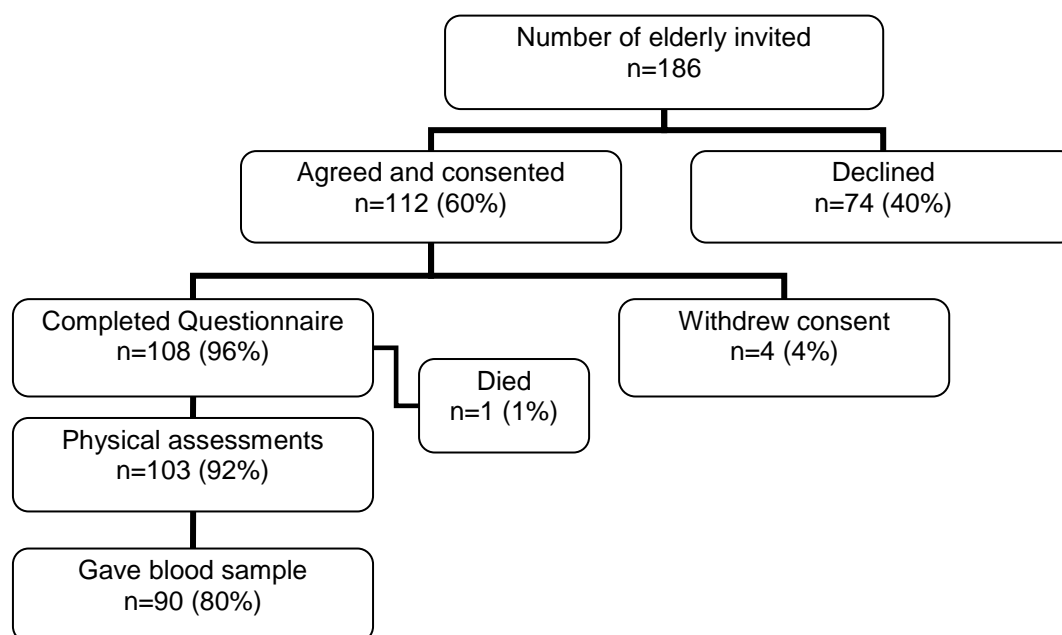 Number of elderly invited
n=186
Agreed and consented
n=112 (60%)
Declined
n=74 (40%)
Completed Questionnaire
n=108 (96%)
Withdrew consent
n=4 (4%)
Died
n=1 (1%)
Physical assessments
n=103 (92%)
Gave blood sample
n=90 (80%)